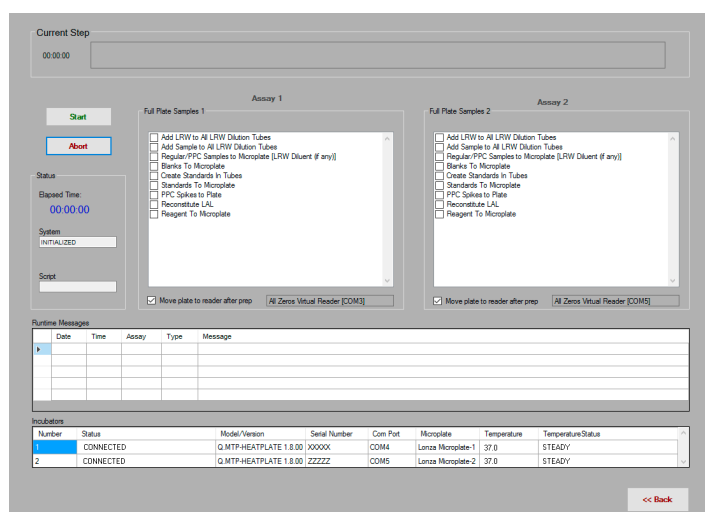 Current Step
00:00:00
Assay 1
Assay 2
Start
Abort
Full Plate Samples 1
Add LRW to All LRW Dilution Tubes
Add Sample to All LRW Dilution Tubes
Regular/PPC Samples to Microplate [LRW Diluent (if any)]
Blanks To Microplate
Create Standards In Tubes
Standards To Microplate
PPC Spikes to Plate
Reconstitute LAL
Reagent To Microplate
Move plate to reader after prep All Zeros Virtual Reader [COM3]
Full Plate Samples 2
Add LRW to All LRW Dilution Tubes
Add Sample to All LRW Dilution Tubes
Regular/PPC Samples to Microplate [LRW Diluent (if any)]
Blanks To Microplate
Create Standards In Tubes
Standards To Microplate
PPC Spikes to Plate
Reconstitute LAL
Reagent To Microplate
Move plate to reader after prep All Zeros Virtual Reader [COM5]
Status
Elapsed Time:
00:00:00
System
INITIALIZED
Script
Runtime Messages
Date Time Assay Type Message
Incubators
Number Status Model/Version Serial Number Com Port Microplate Temperature TemperatureStatus
1 CONNECTED Q.MTP-HEATPLATE 1.8.00 XXXXX COM4 Lonza Microplate-1 37.0 STEADY
2 CONNECTED Q.MTP-HEATPLATE 1.8.00 ZZZZZ COM5 Lonza Microplate-2 37.0 STEADY
<< Back